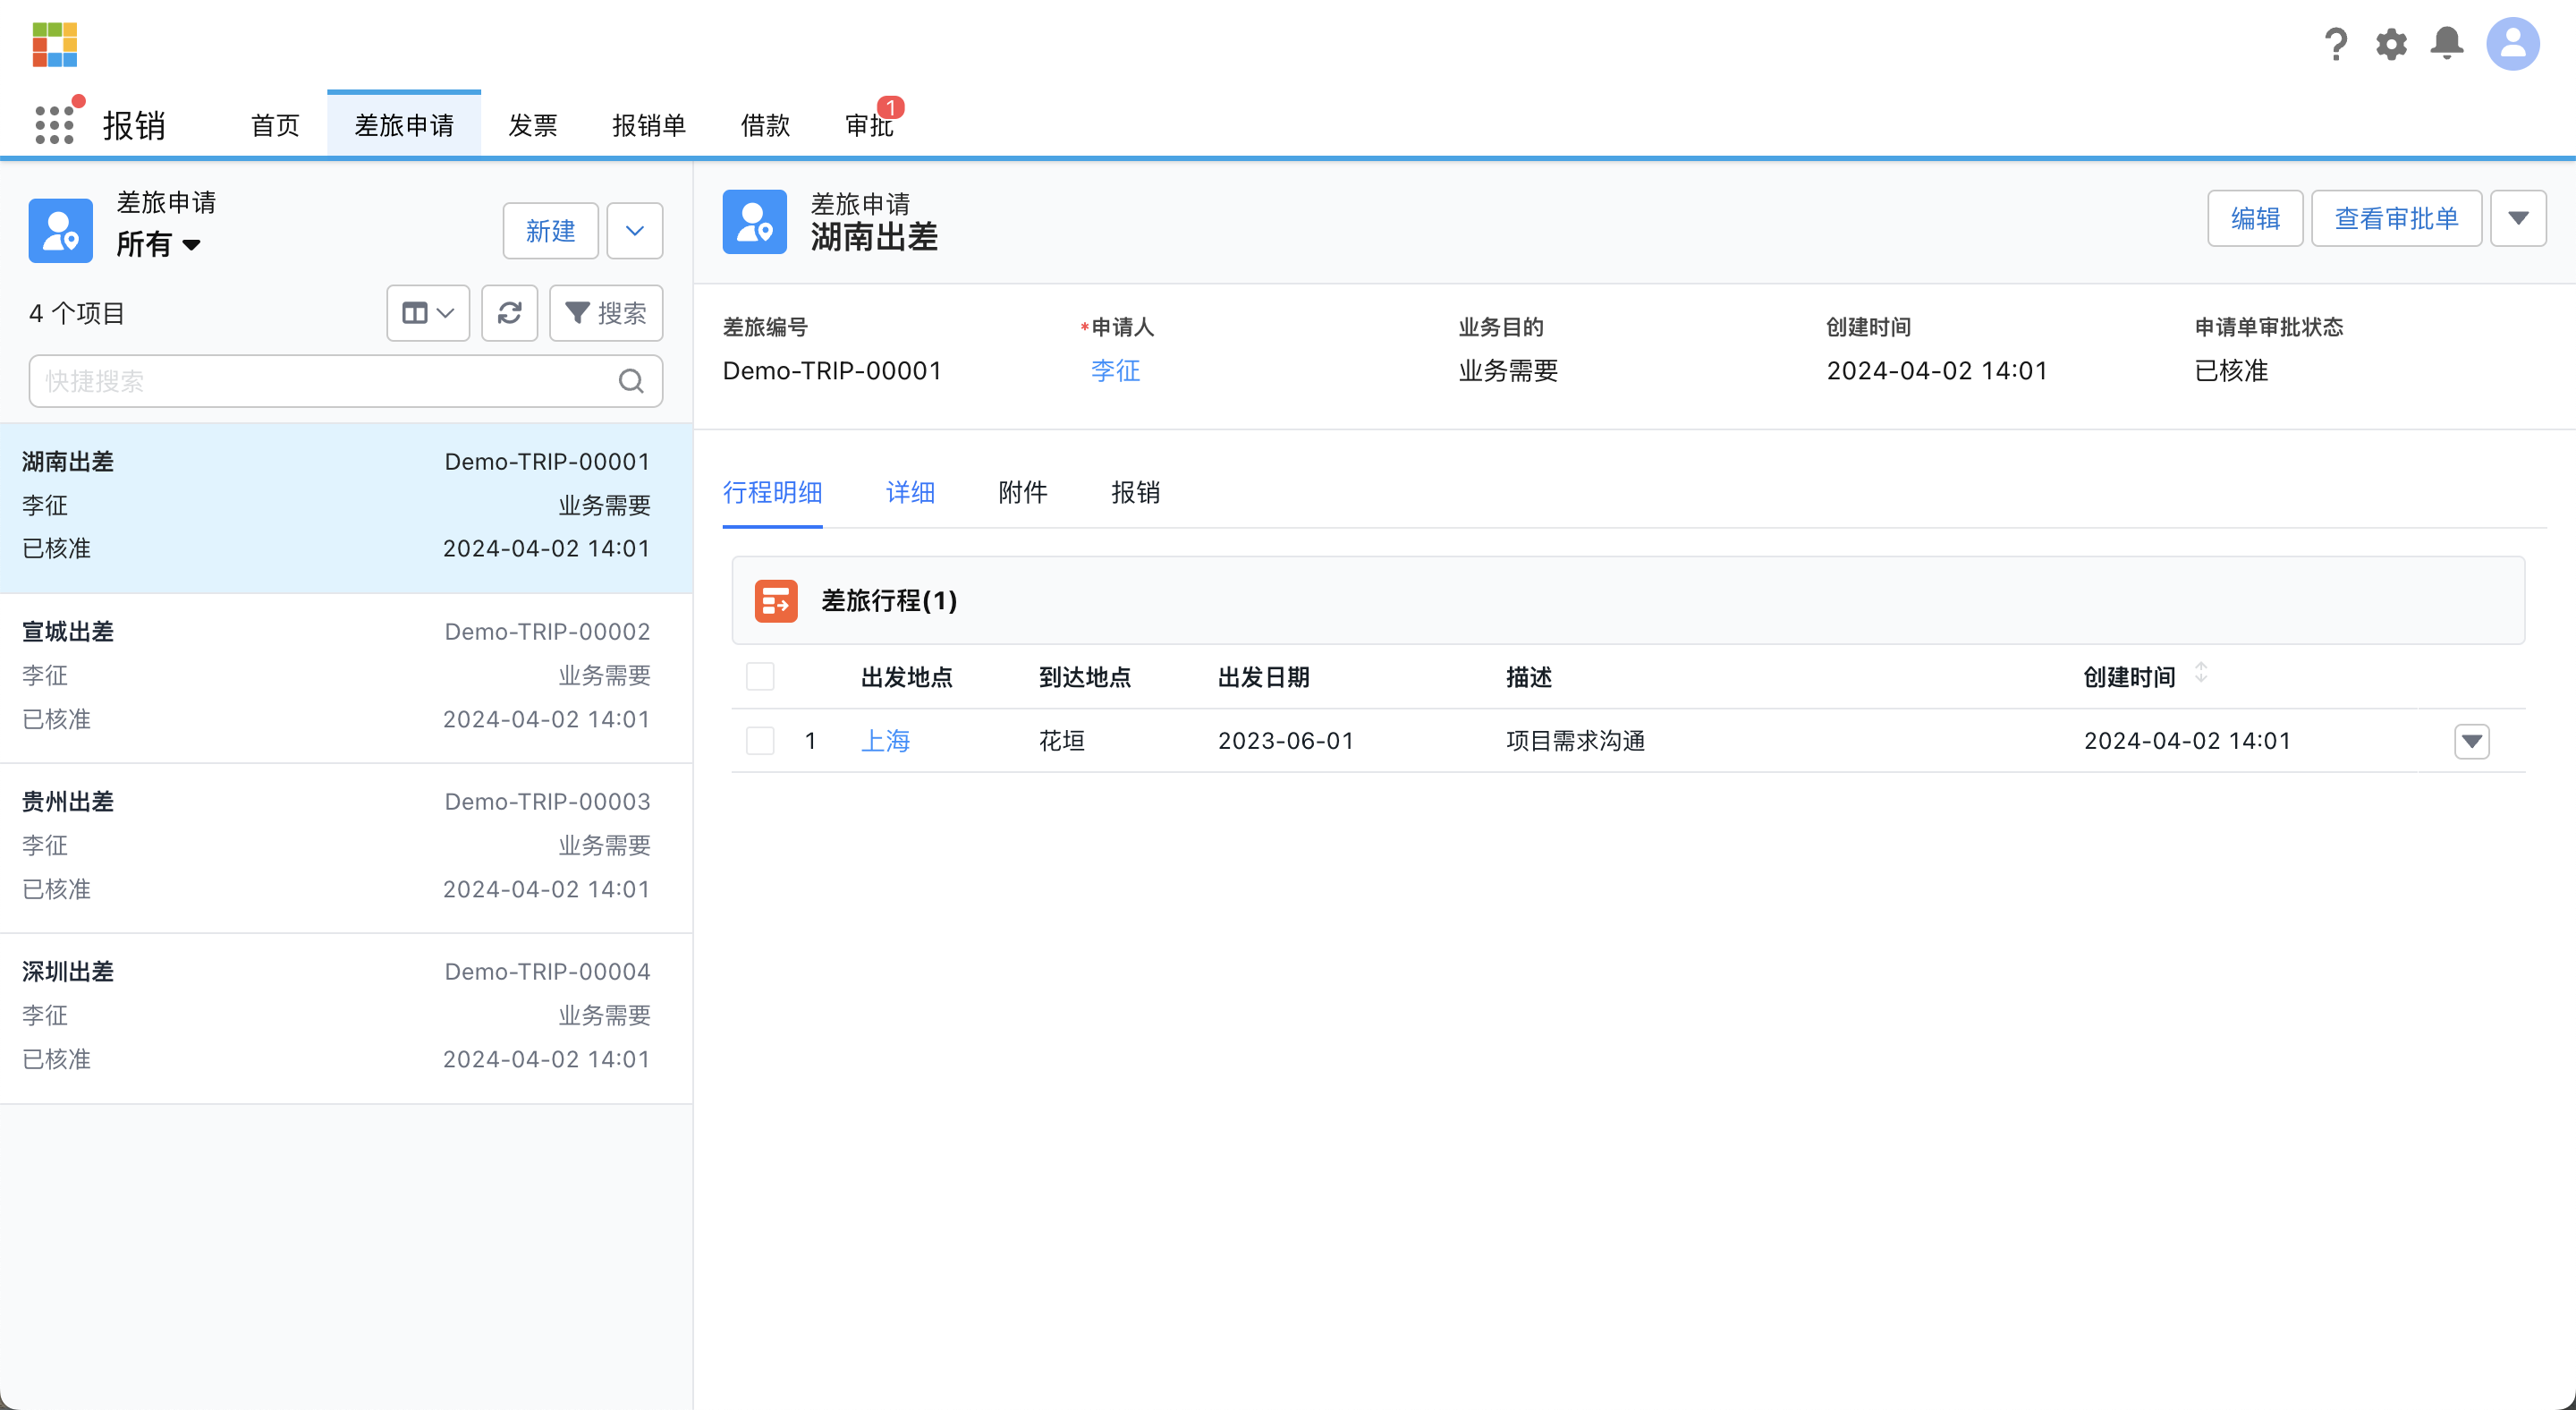 报销
首页
差旅申请
发票
报销单
借款
审批
1
差旅申请
所有
新建
4 个项目
搜索
快捷搜索
湖南出差 Demo-TRIP-00001
李征 业务需要
已核准 2024-04-02 14:01
宣城出差 Demo-TRIP-00002
李征 业务需要
已核准 2024-04-02 14:01
贵州出差 Demo-TRIP-00003
李征 业务需要
已核准 2024-04-02 14:01
深圳出差 Demo-TRIP-00004
李征 业务需要
已核准 2024-04-02 14:01
差旅申请
湖南出差
编辑
查看审批单
差旅编号 *申请人 业务目的 创建时间 申请单审批状态
Demo-TRIP-00001 李征 业务需要 2024-04-02 14:01 已核准
行程明细 详细 附件 报销
差旅行程(1)
出发地点 到达地点 出发日期 描述 创建时间
1 上海 花垣 2023-06-01 项目需求沟通 2024-04-02 14:01